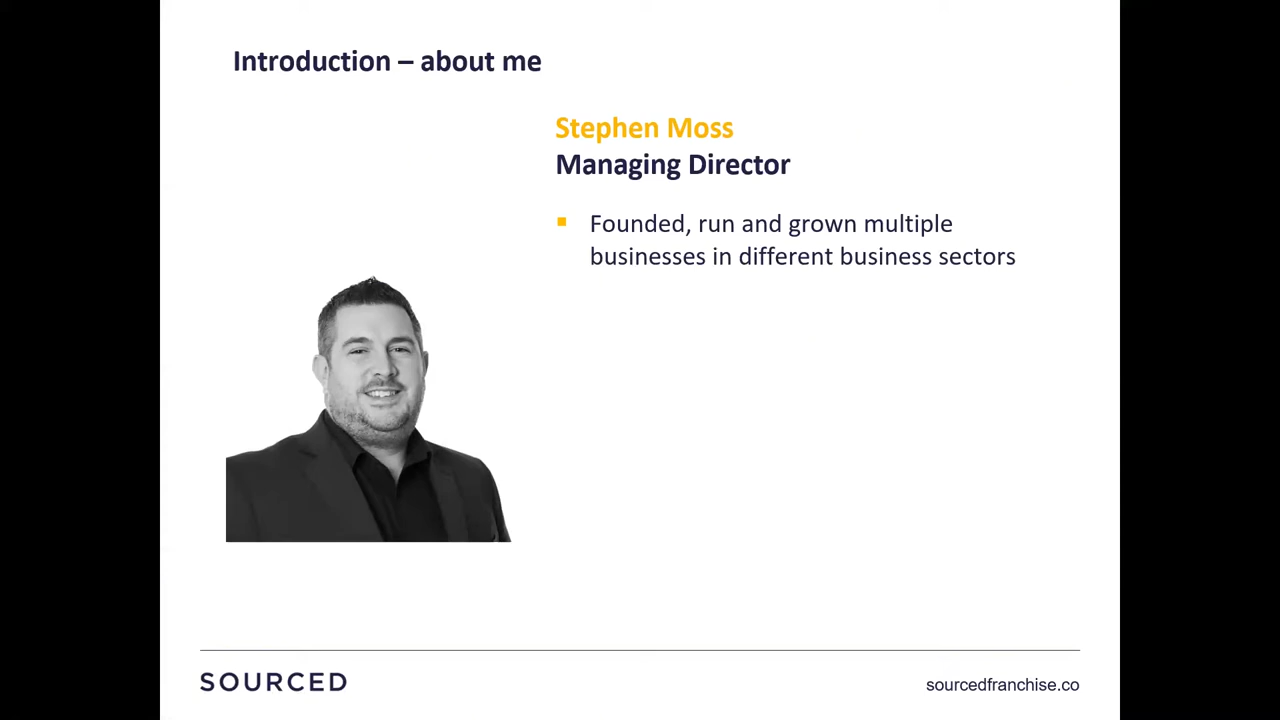 Introduction – about me
Stephen Moss
Managing Director
Founded, run and grown multiple
businesses in different business sectors
SOURCED
sourcedfranchise.co